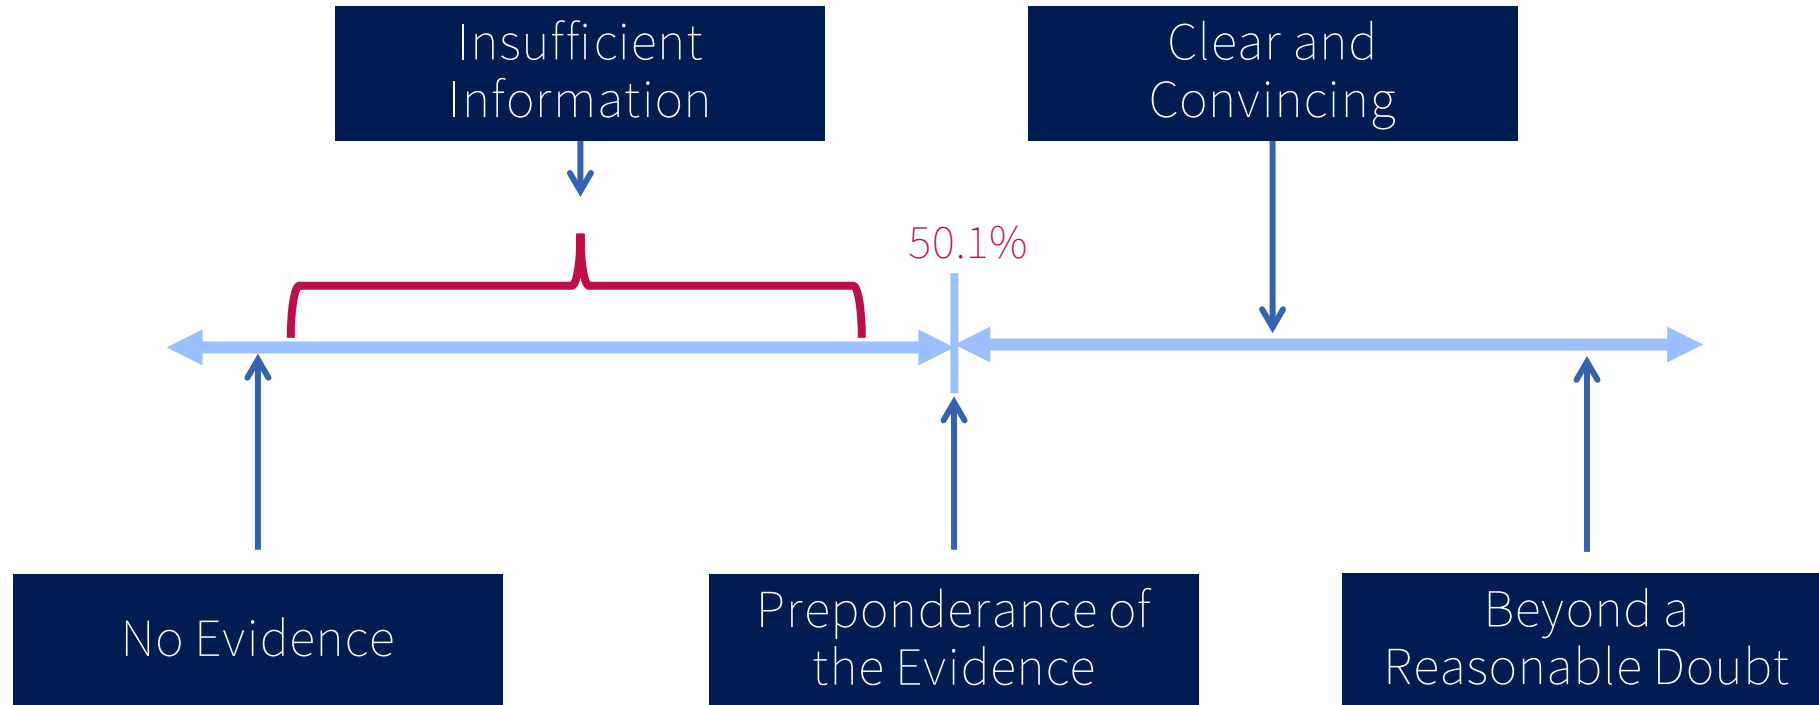 Insufficient
Information
Clear and
Convincing
50.1%
No Evidence
Preponderance of
the Evidence
Beyond a
Reasonable Doubt